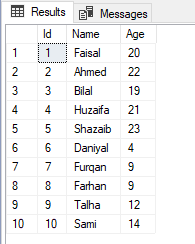 Results Messages
Id Name Age
1 1 Faisal 20
2 2 Ahmed 22
3 3 Bilal 19
4 4 Huzaifa 21
5 5 Shazaib 23
6 6 Daniyal 4
7 7 Furqan 9
8 8 Farhan 9
9 9 Talha 12
10 10 Sami 14